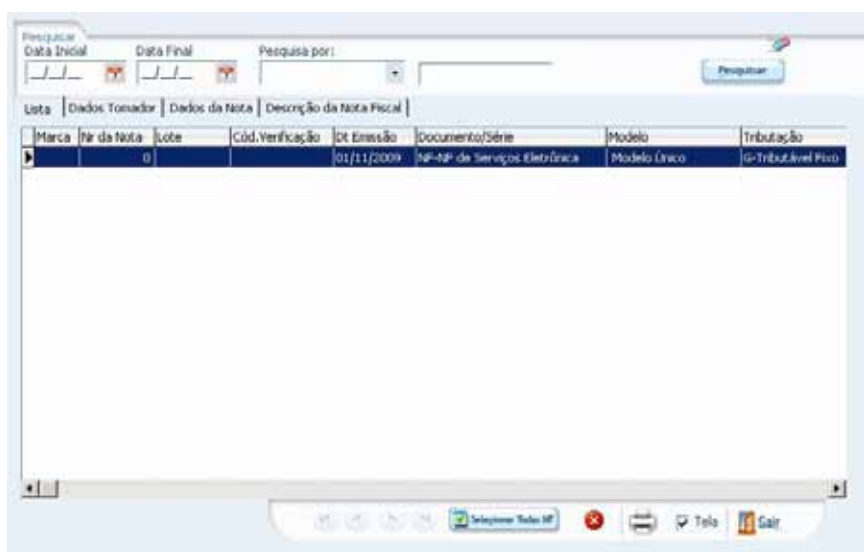 Pesquisar
Data Inicial Data Final Pesquisa por:
_/_/_ _/_/_ Pesquisar
Lista Dados Tomador Dados da Nota Descrição da Nota Fiscal
Marca Nr da Nota Lote Cód.Verificação Dt Emissão Documento/Série Modelo Tributação
0 01/11/2009 NF-NF de Serviços Eletrônica Modelo Único G-Tributável Fixo
Selecionar Todas NF Tela Sair